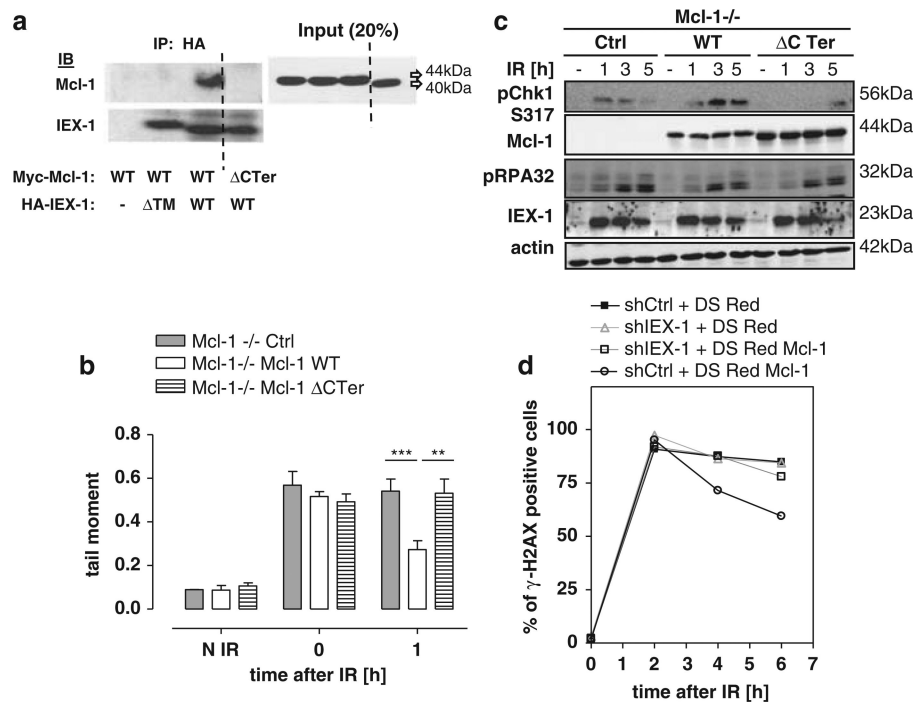 a
IP: HA
Input (20%)
IB
Mcl-1
44kDa
40kDa
IEX-1
Myc-Mcl-1: WT WT WT ΔCTer
HA-IEX-1: - ΔTM WT WT
c
Mcl-1-/-
Ctrl WT ΔC Ter
IR [h] - 1 3 5 - 1 3 5 - 1 3 5
pChk1 S317
56kDa
Mcl-1
44kDa
pRPA32
32kDa
IEX-1
23kDa
actin
42kDa
b
Mcl-1 -/- Ctrl
Mcl-1-/- Mcl-1 WT
Mcl-1-/- Mcl-1 ΔCTer
tail moment
0.8
0.6
0.4
0.2
0.0
*** **
N IR 0 1
time after IR [h]
d
shCtrl + DS Red
shIEX-1 + DS Red
shIEX-1 + DS Red Mcl-1
shCtrl + DS Red Mcl-1
% of γ-H2AX positive cells
100
75
50
25
0
0 1 2 3 4 5 6 7
time after IR [h]